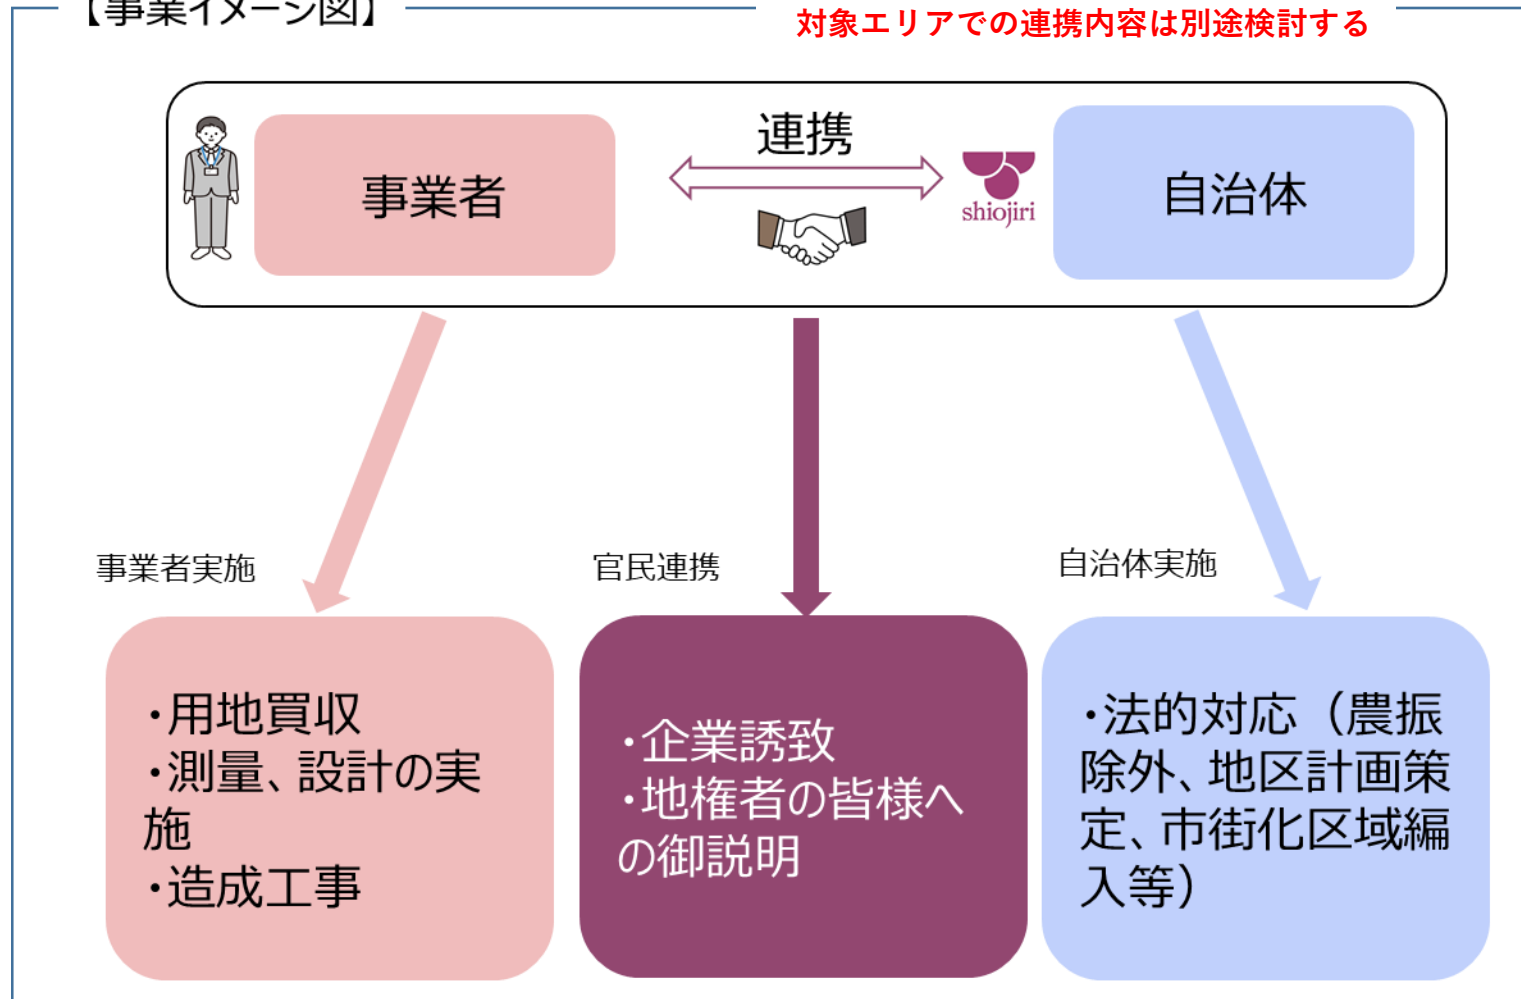 【事業イメージ図】
対象エリアでの連携内容は別途検討する
事業者
連携
shiojiri
自治体
事業者実施
官民連携
自治体実施
・用地買収
・測量、設計の実
施
・造成工事
・企業誘致
・地権者の皆様へ
の御説明
・法的対応（農振
除外、地区計画策
定、市街化区域編
入等）